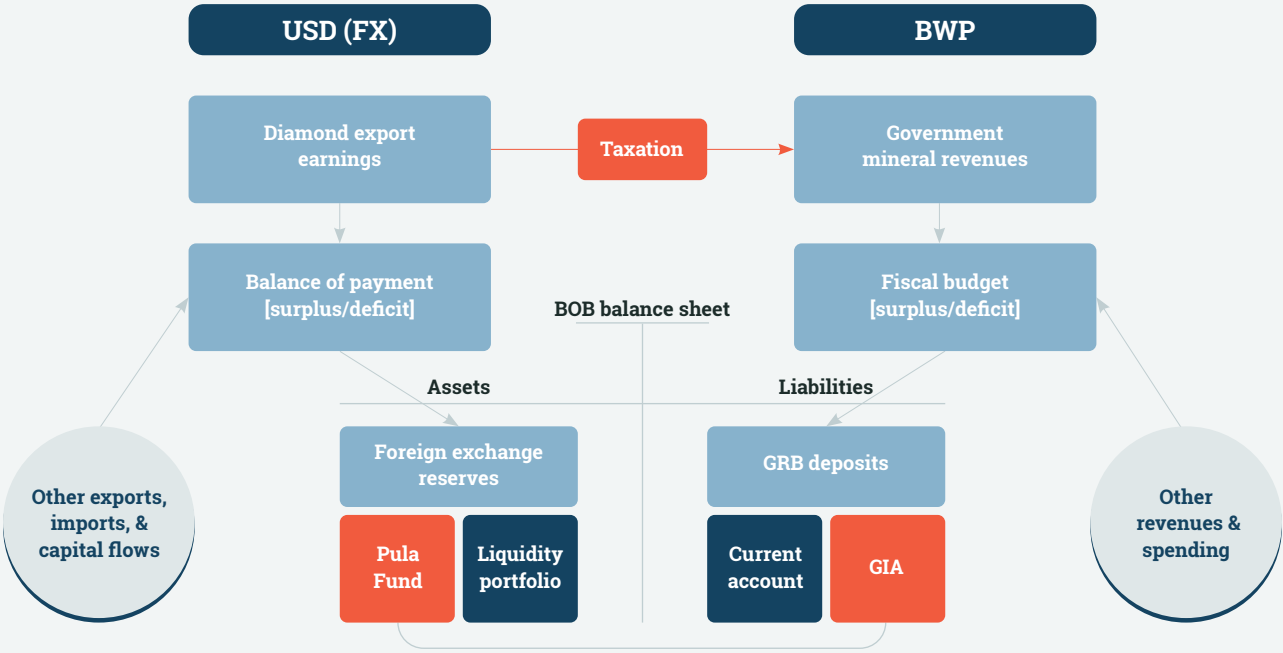 USD (FX)
BWP
Diamond export
earnings
Taxation
Government
mineral revenues
Balance of payment
[surplus/deficit]
BOB balance sheet
Fiscal budget
[surplus/deficit]
Assets
Liabilities
Other exports,
imports, &
capital flows
Foreign exchange
reserves
GRB deposits
Other
revenues &
spending
Pula
Fund
Liquidity
portfolio
Current
account
GIA